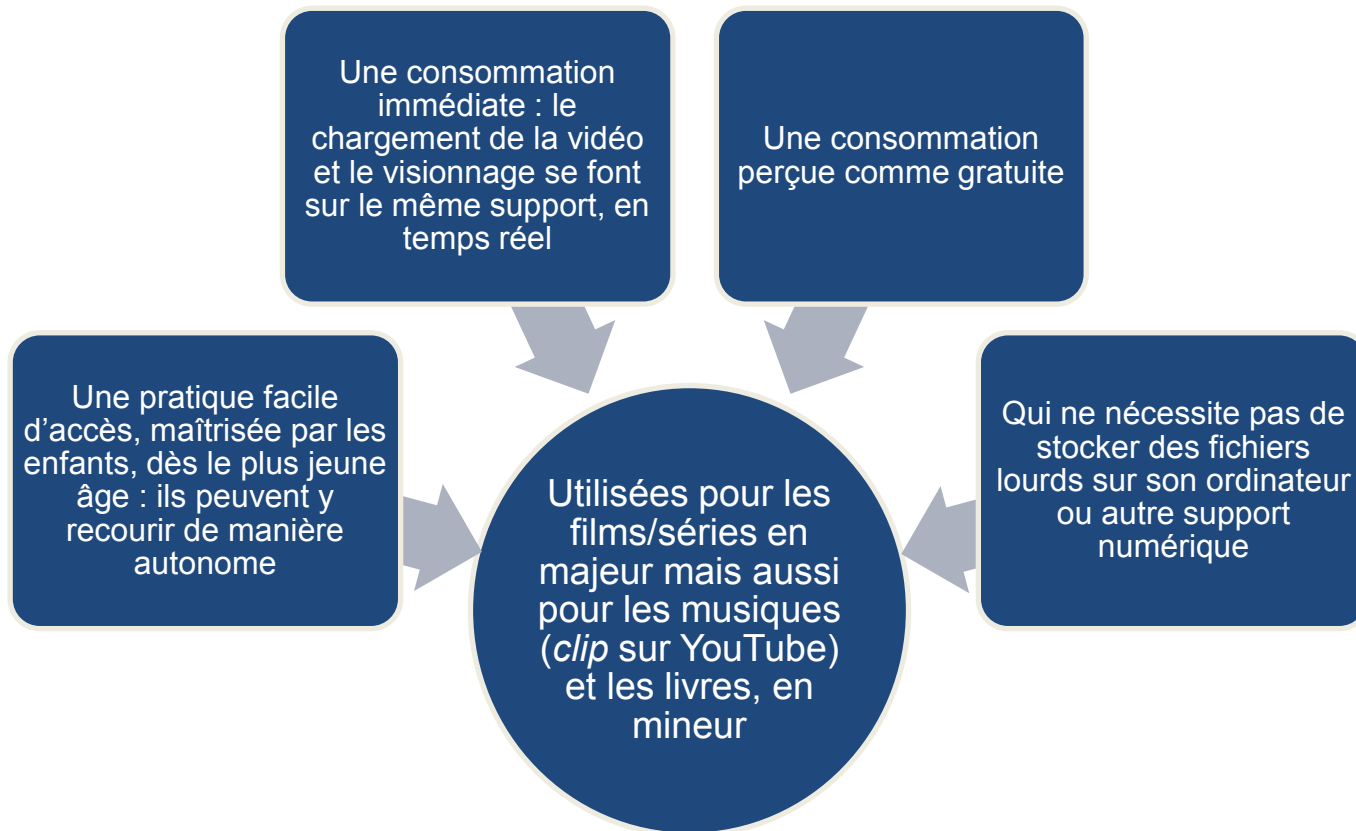 Une consommation
immédiate : le
chargement de la vidéo
et le visionnage se font
sur le même support, en
temps réel
Une consommation
perçue comme gratuite
Une pratique facile
d’accès, maîtrisée par les
enfants, dès le plus jeune
âge : ils peuvent y
recourir de manière
autonome
Qui ne nécessite pas de
stocker des fichiers
lourds sur son ordinateur
ou autre support
numérique
Utilisées pour les
films/séries en
majeur mais aussi
pour les musiques
(clip sur YouTube)
et les livres, en
mineur